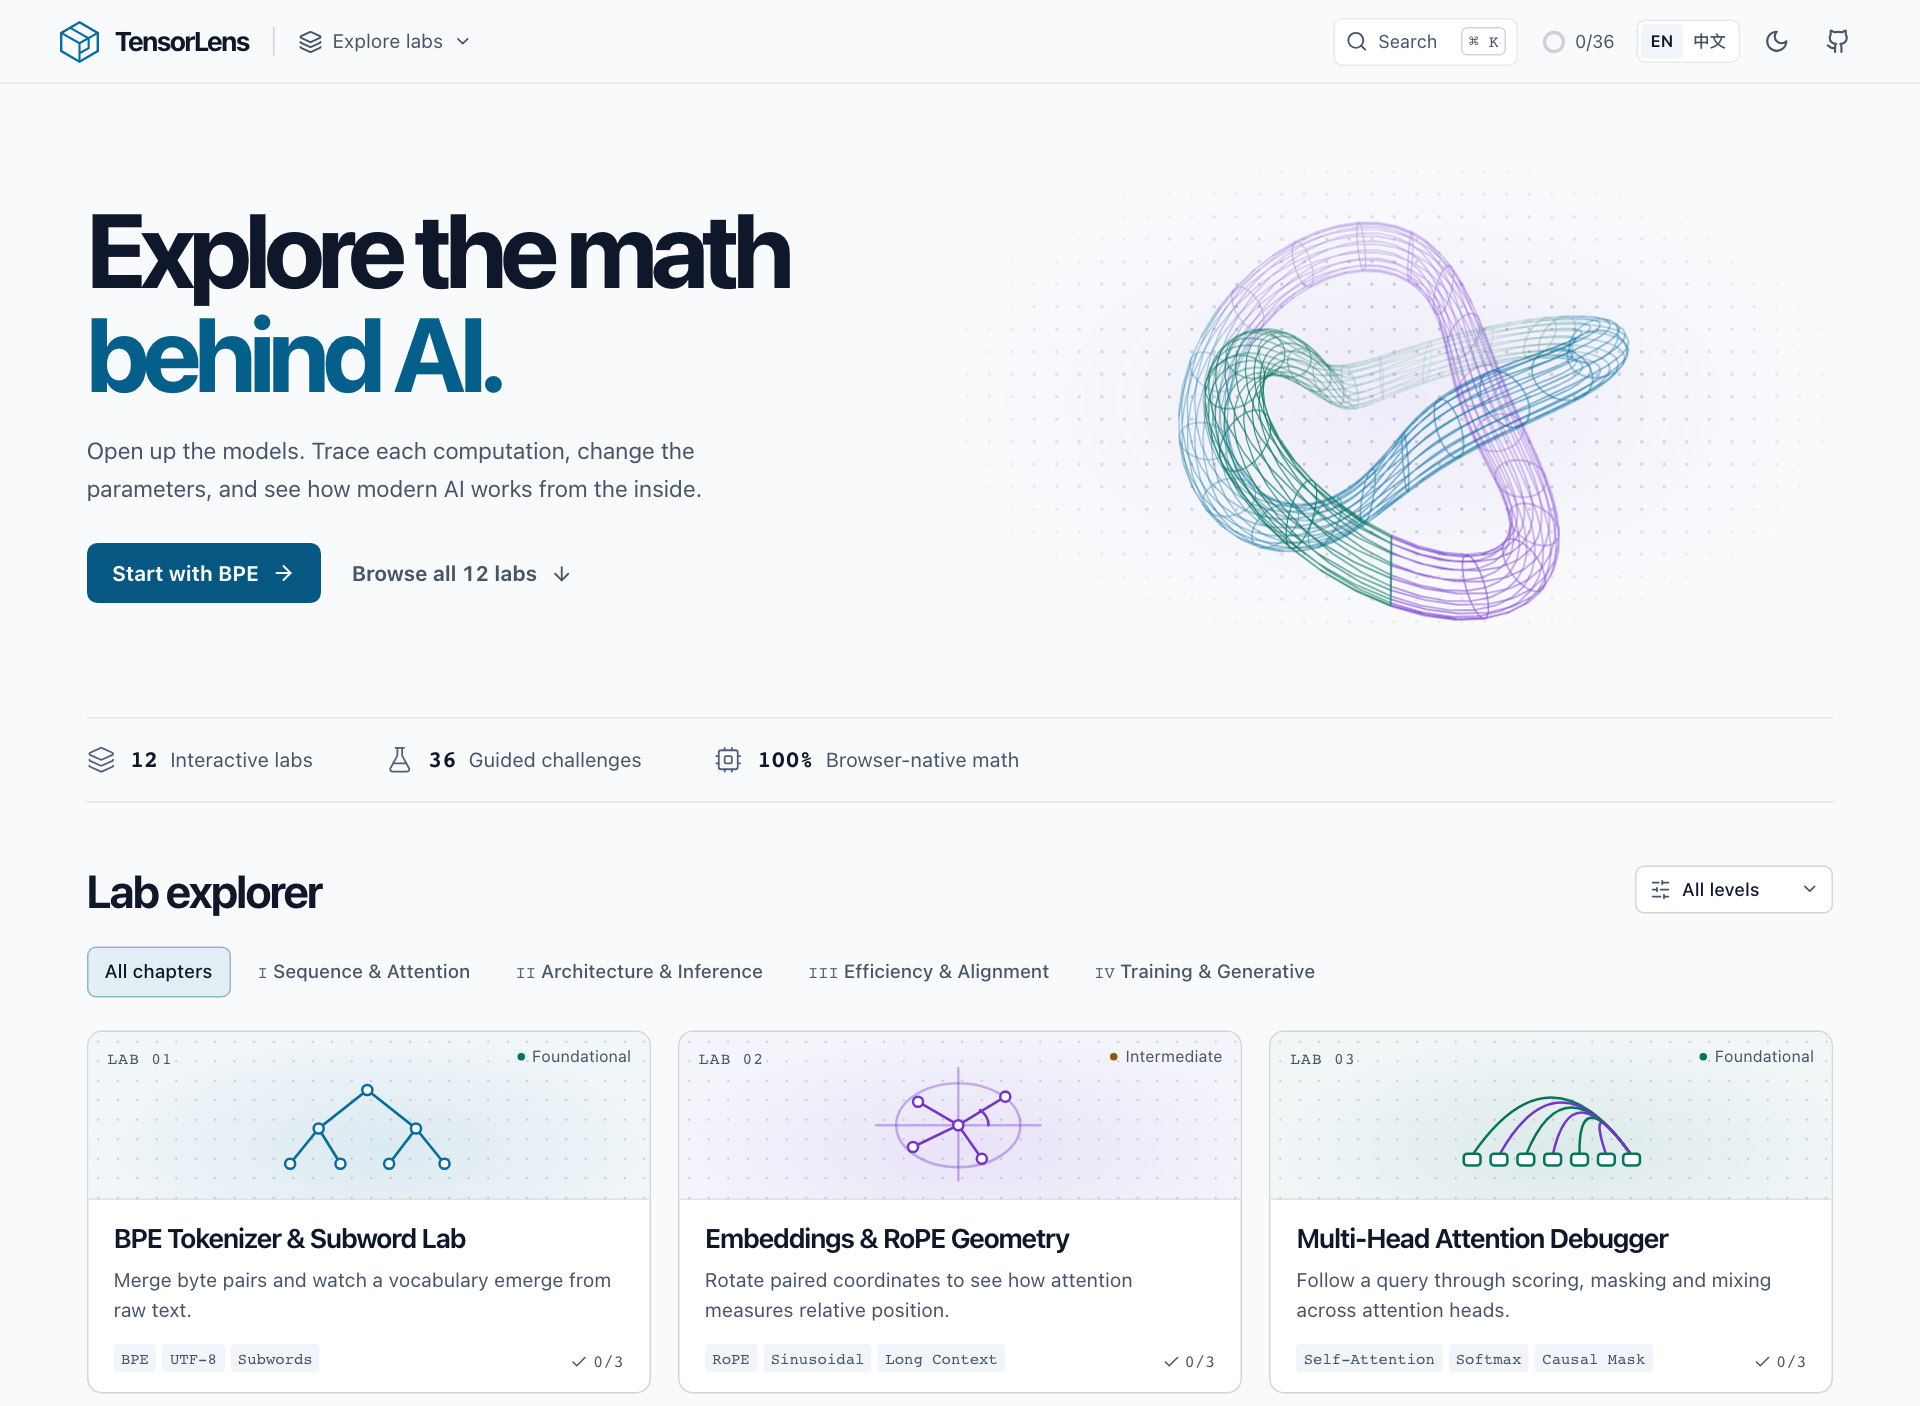 TensorLens
Explore labs
Search
⌘ K
0/36
EN
中文
Explore the math
behind AI.
Open up the models. Trace each computation, change the
parameters, and see how modern AI works from the inside.
Start with BPE →
Browse all 12 labs ↓
12 Interactive labs
36 Guided challenges
100% Browser-native math
Lab explorer
All levels
All chapters
I Sequence & Attention
II Architecture & Inference
III Efficiency & Alignment
IV Training & Generative
LAB 01
Foundational
BPE Tokenizer & Subword Lab
Merge byte pairs and watch a vocabulary emerge from
raw text.
BPE
UTF-8
Subwords
✓ 0/3
LAB 02
Intermediate
Embeddings & RoPE Geometry
Rotate paired coordinates to see how attention
measures relative position.
RoPE
Sinusoidal
Long Context
✓ 0/3
LAB 03
Foundational
Multi-Head Attention Debugger
Follow a query through scoring, masking and mixing
across attention heads.
Self-Attention
Softmax
Causal Mask
✓ 0/3